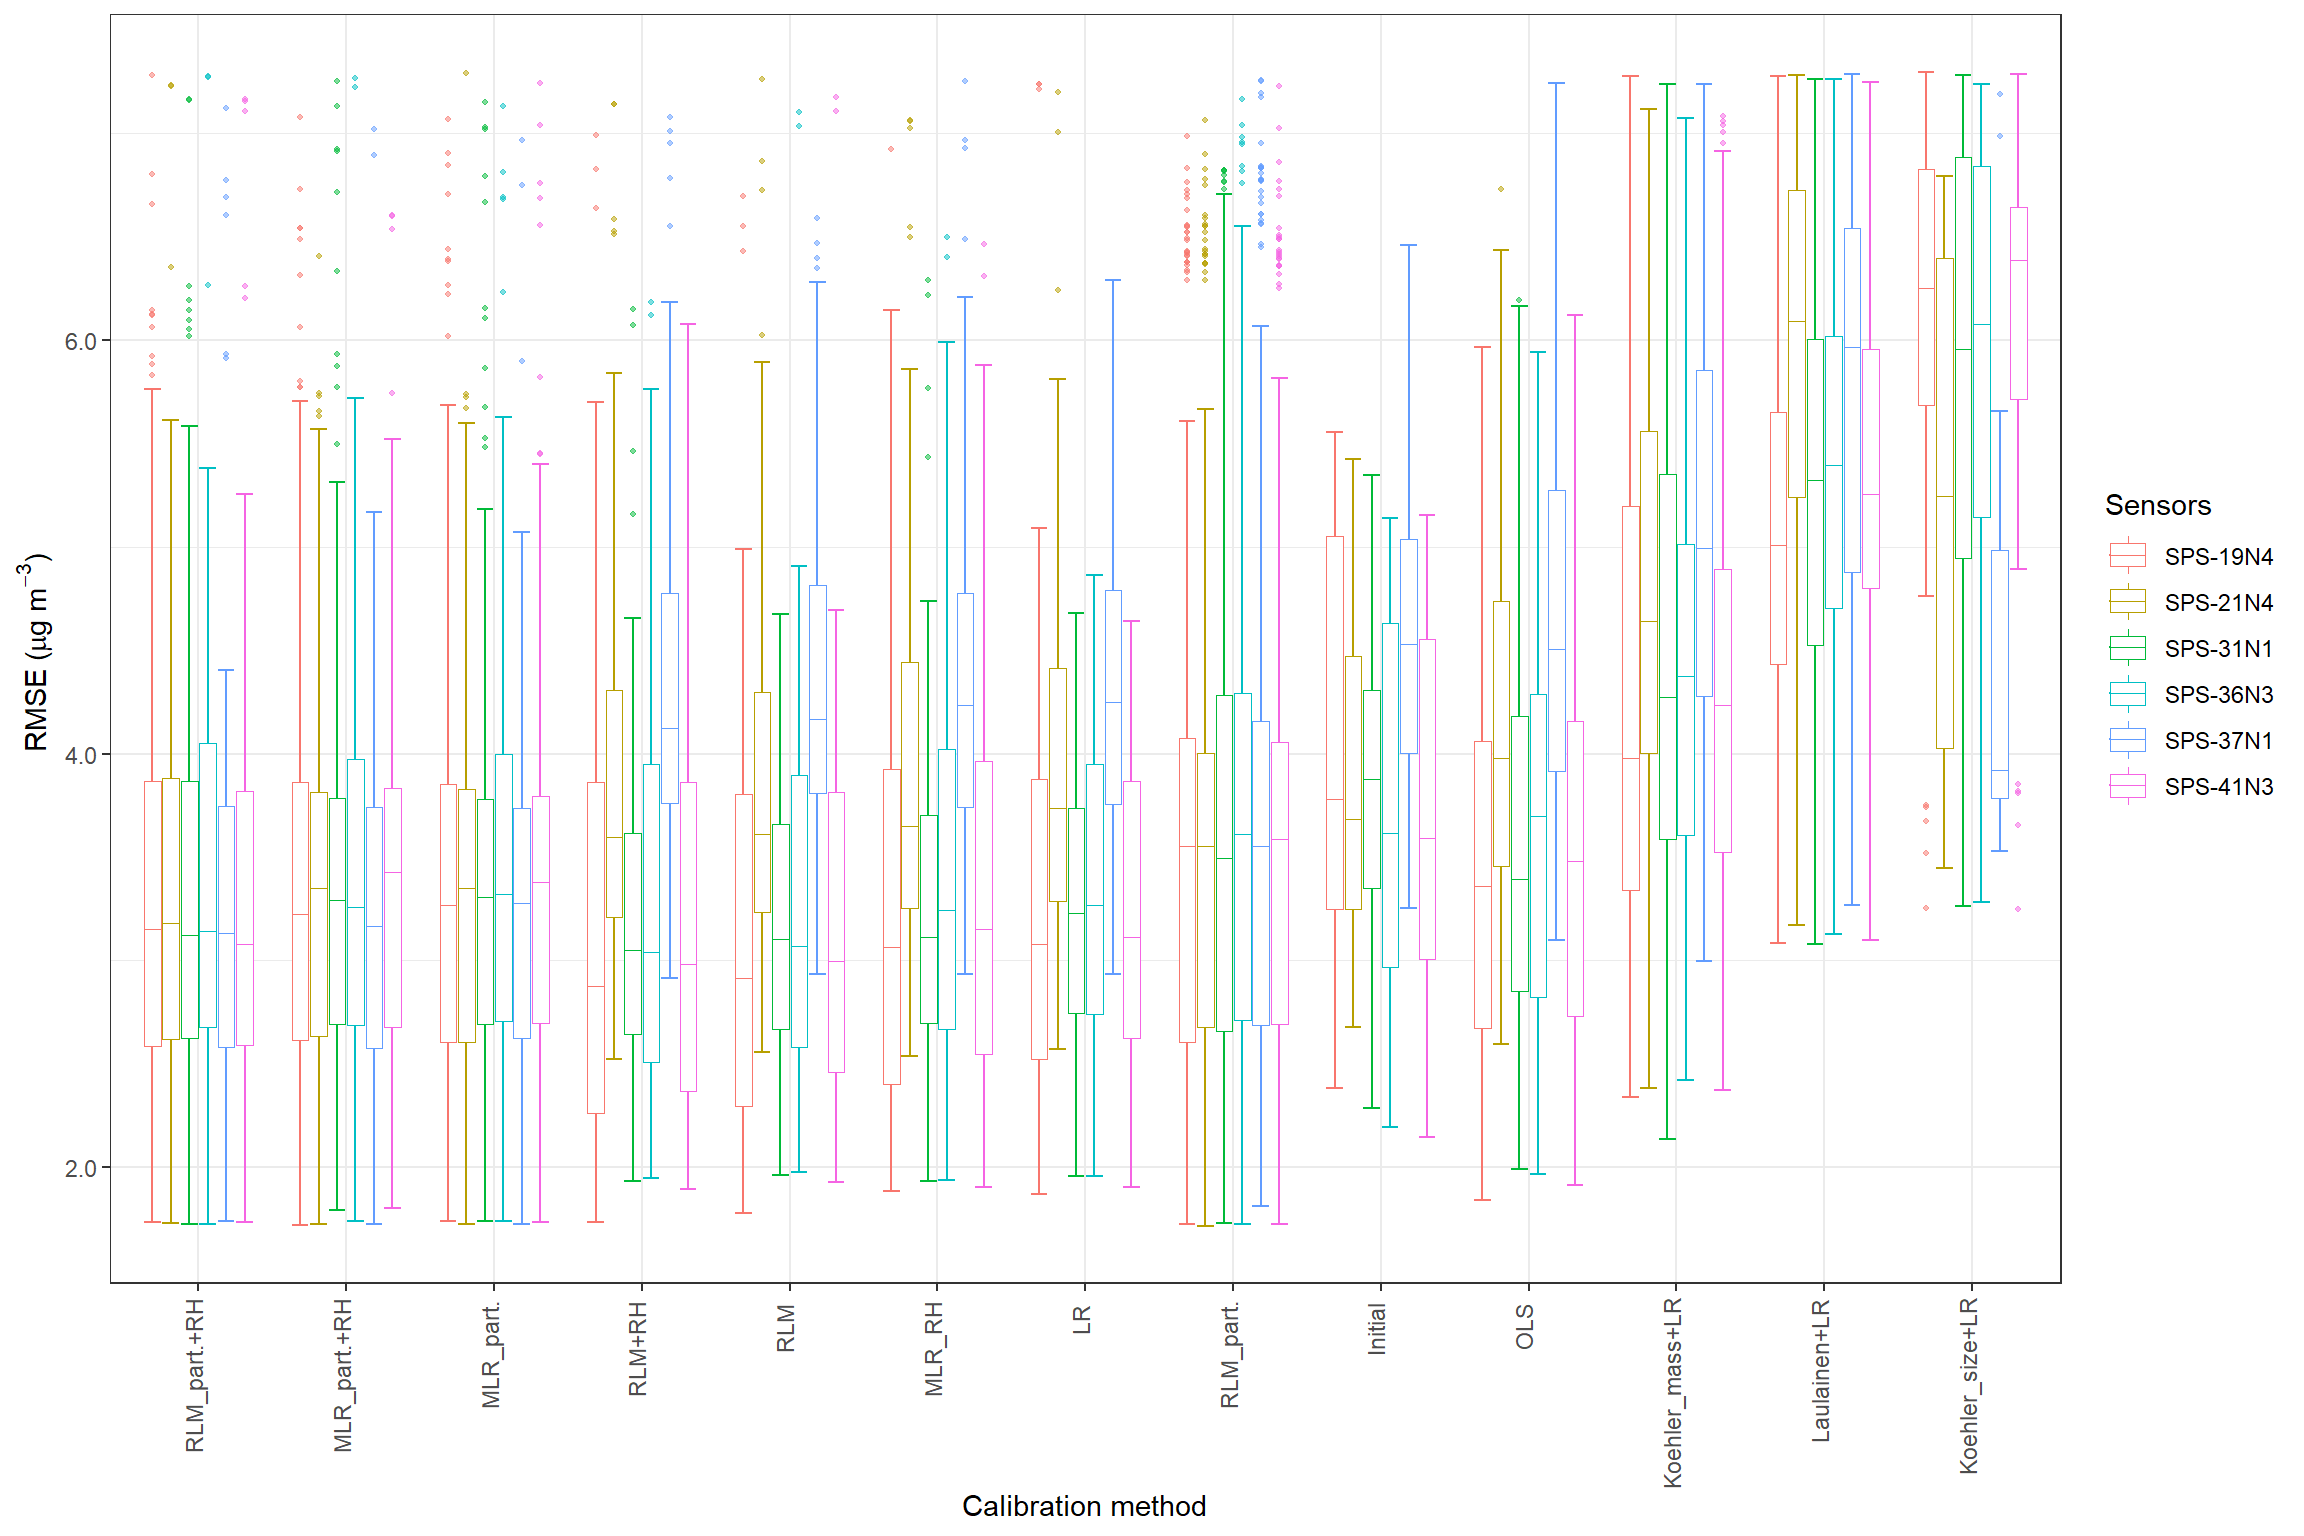 RMSE (µg m⁻³)
6.0
4.0
2.0
RLM_part.+RH
MLR_part.+RH
MLR_part.
RLM+RH
RLM
MLR_RH
LR
RLM_part.
Initial
OLS
Koehler_mass+LR
Laulainen+LR
Koehler_size+LR
Calibration method
Sensors
SPS-19N4
SPS-21N4
SPS-31N1
SPS-36N3
SPS-37N1
SPS-41N3